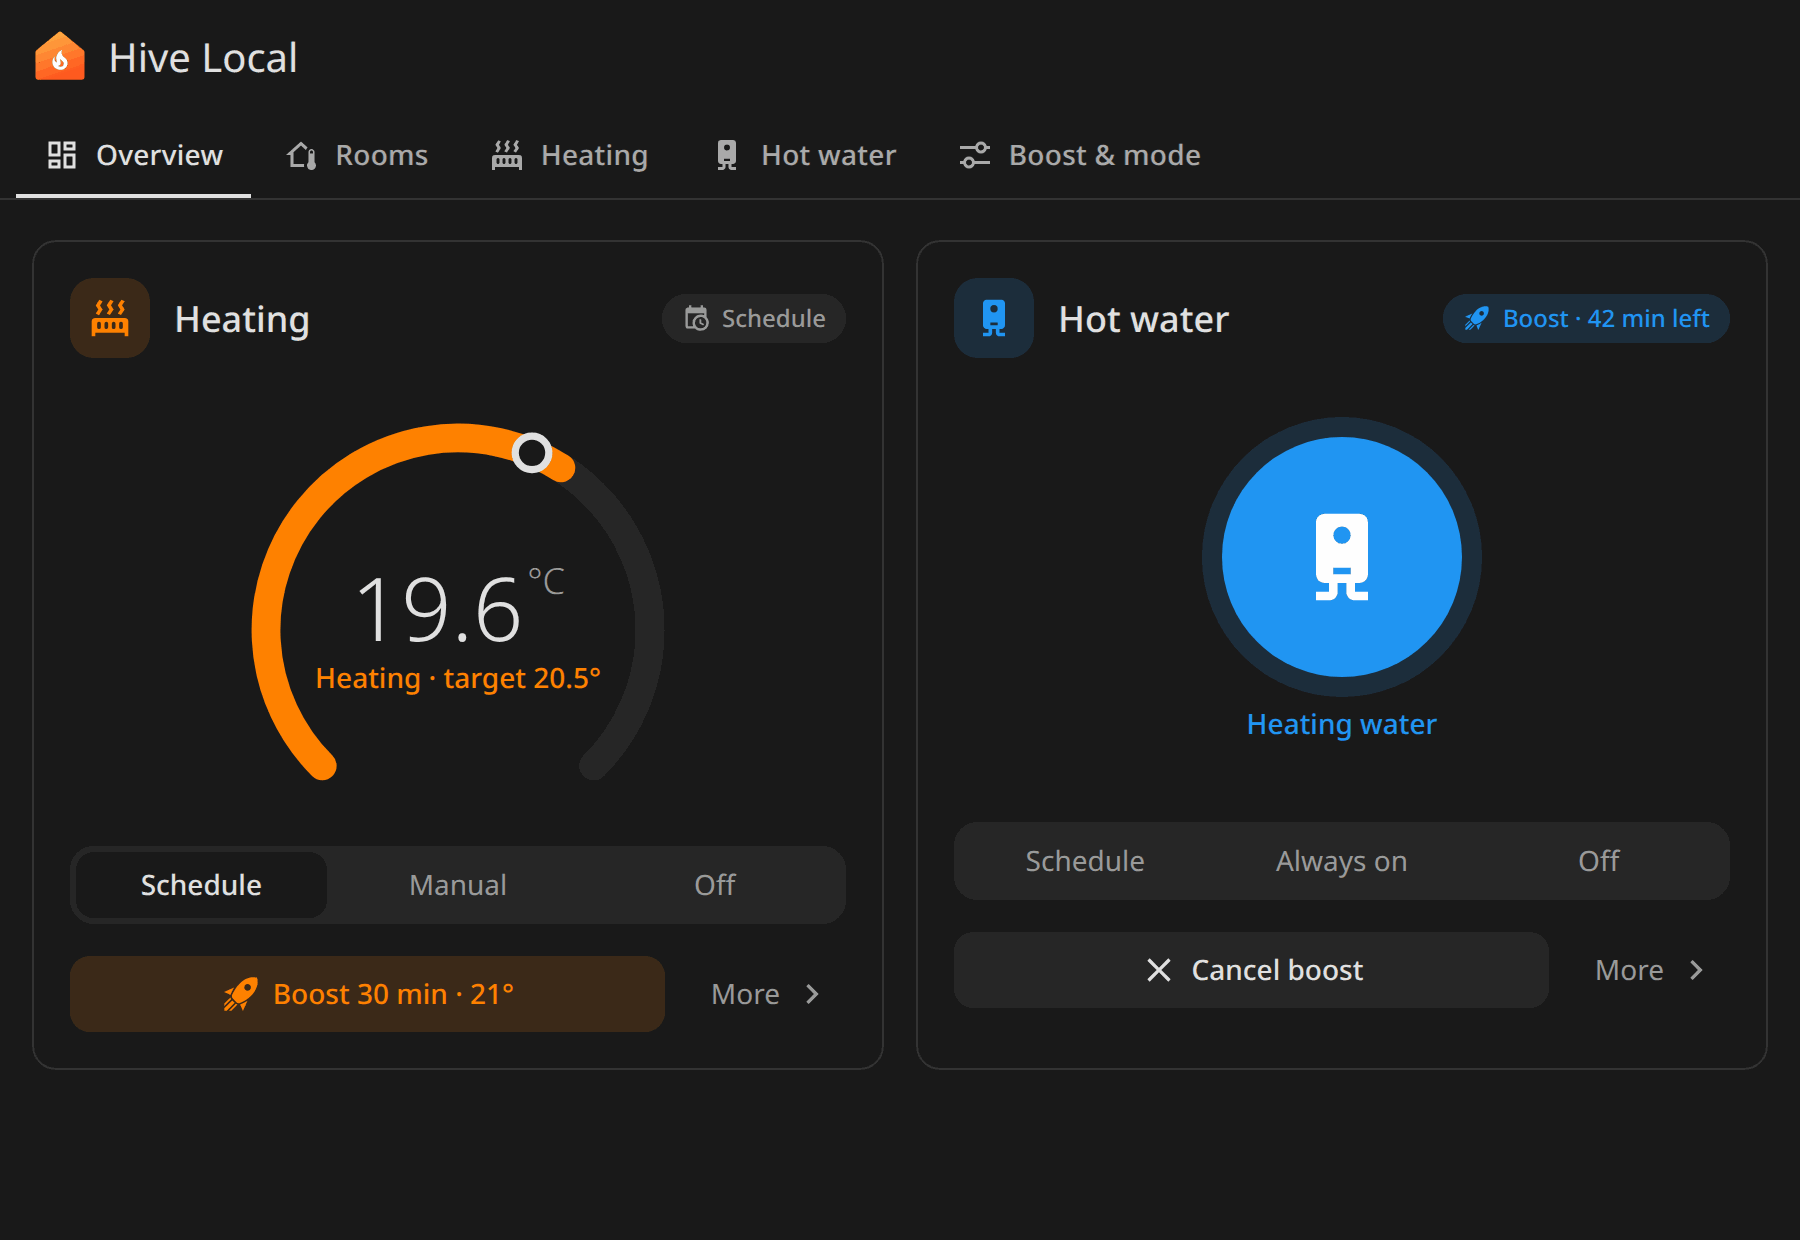 Hive Local
Overview
Rooms
Heating
Hot water
Boost & mode
Heating
Schedule
19.6 °C
Heating · target 20.5°
Schedule
Manual
Off
Boost 30 min · 21°
More
Hot water
Boost · 42 min left
Heating water
Schedule
Always on
Off
Cancel boost
More